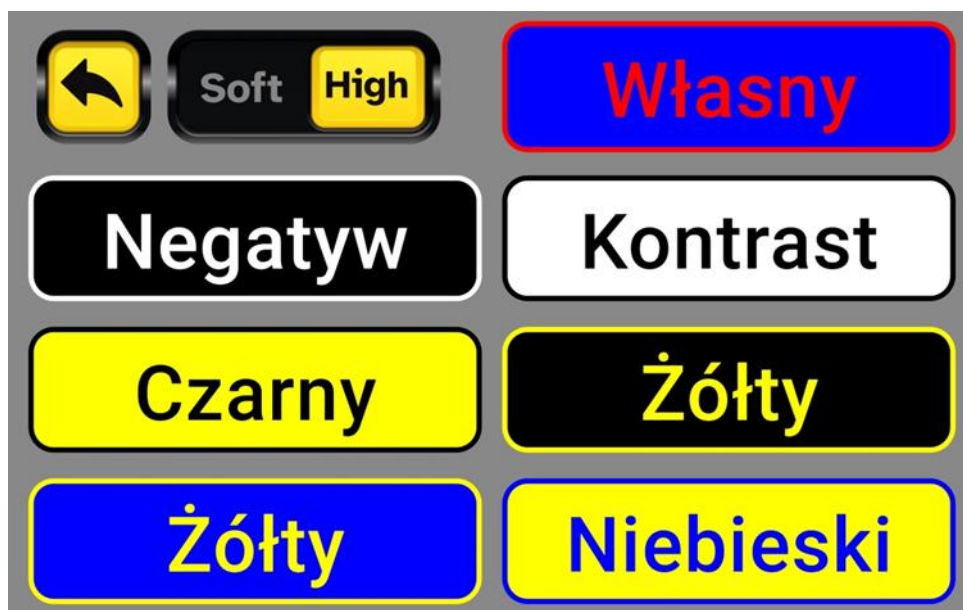 Soft High
Własny
Negatyw
Kontrast
Czarny
Żółty
Żółty
Niebieski